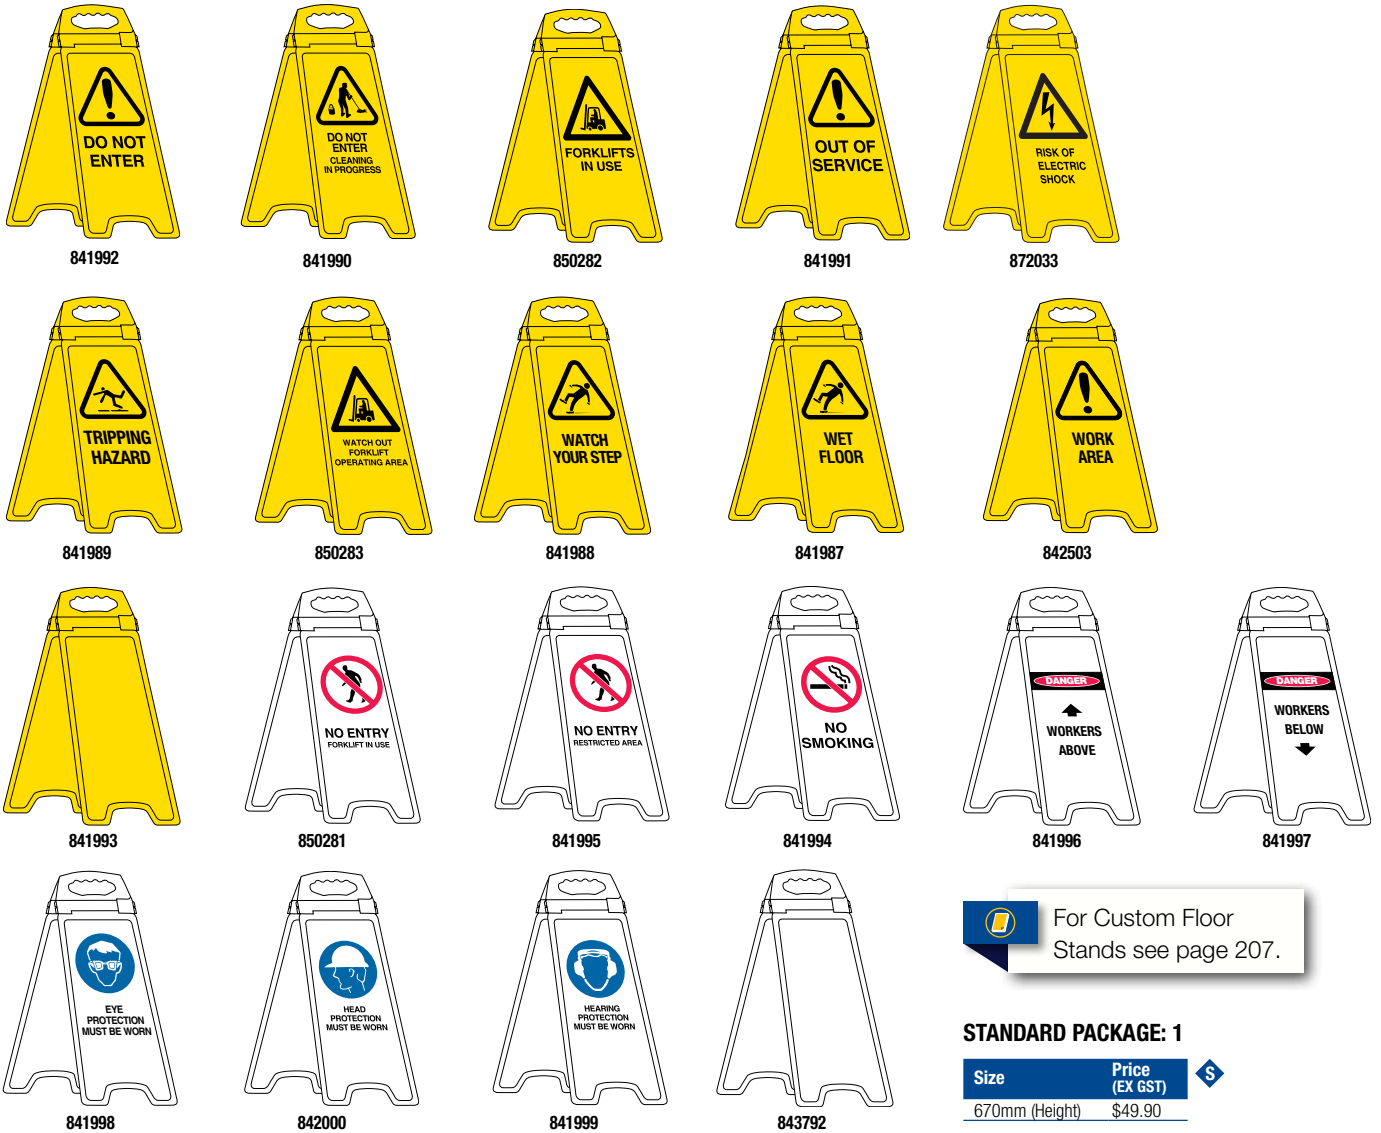 DO NOT
ENTER
841992
DO NOT
ENTER
CLEANING
IN PROGRESS
841990
FORKLIFTS
IN USE
850282
OUT OF
SERVICE
841991
RISK OF
ELECTRIC
SHOCK
872033
TRIPPING
HAZARD
841989
WATCH OUT
FORKLIFT
OPERATING AREA
850283
WATCH
YOUR STEP
841988
WET
FLOOR
841987
WORK
AREA
842503
841993
NO ENTRY
FORKLIFT IN USE
850281
NO ENTRY
RESTRICTED AREA
841995
NO
SMOKING
841994
DANGER
WORKERS
ABOVE
841996
DANGER
WORKERS
BELOW
841997
EYE
PROTECTION
MUST BE WORN
841998
HEAD
PROTECTION
MUST BE WORN
842000
HEARING
PROTECTION
MUST BE WORN
841999
843792
For Custom Floor
Stands see page 207.
STANDARD PACKAGE: 1
Size Price
(EX GST)
S
670mm (Height) $49.90